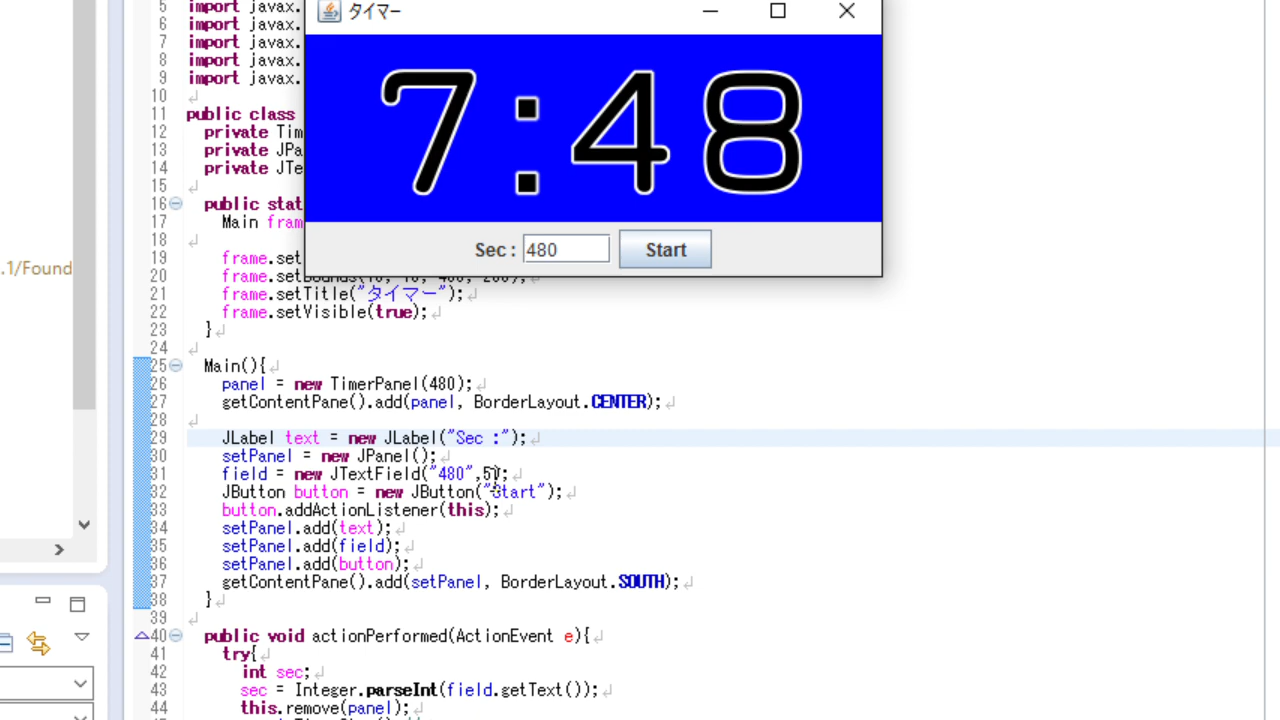 タイマー
7:48
Sec : 480 Start
.1/Found
5 import javax.
6 import javax.
7 import javax.
8 import javax.
9 import javax.
10
11 public class
12 private Tim
13 private JPa
14 private JTe
15
16 public stat
17 Main fram
18
19 frame.set
20 frame.setBounds(10, 10, 480, 200);
21 frame.setTitle("タイマー");
22 frame.setVisible(true);
23 }
24
25 Main(){
26 panel = new TimerPanel(480);
27 getContentPane().add(panel, BorderLayout.CENTER);
28
29 JLabel text = new JLabel("Sec :");
30 setPanel = new JPanel();
31 field = new JTextField("480",5);
32 JButton button = new JButton("Start");
33 button.addActionListener(this);
34 setPanel.add(text);
35 setPanel.add(field);
36 setPanel.add(button);
37 getContentPane().add(setPanel, BorderLayout.SOUTH);
38 }
39
40 public void actionPerformed(ActionEvent e){
41 try{
42 int sec;
43 sec = Integer.parseInt(field.getText());
44 this.remove(panel);